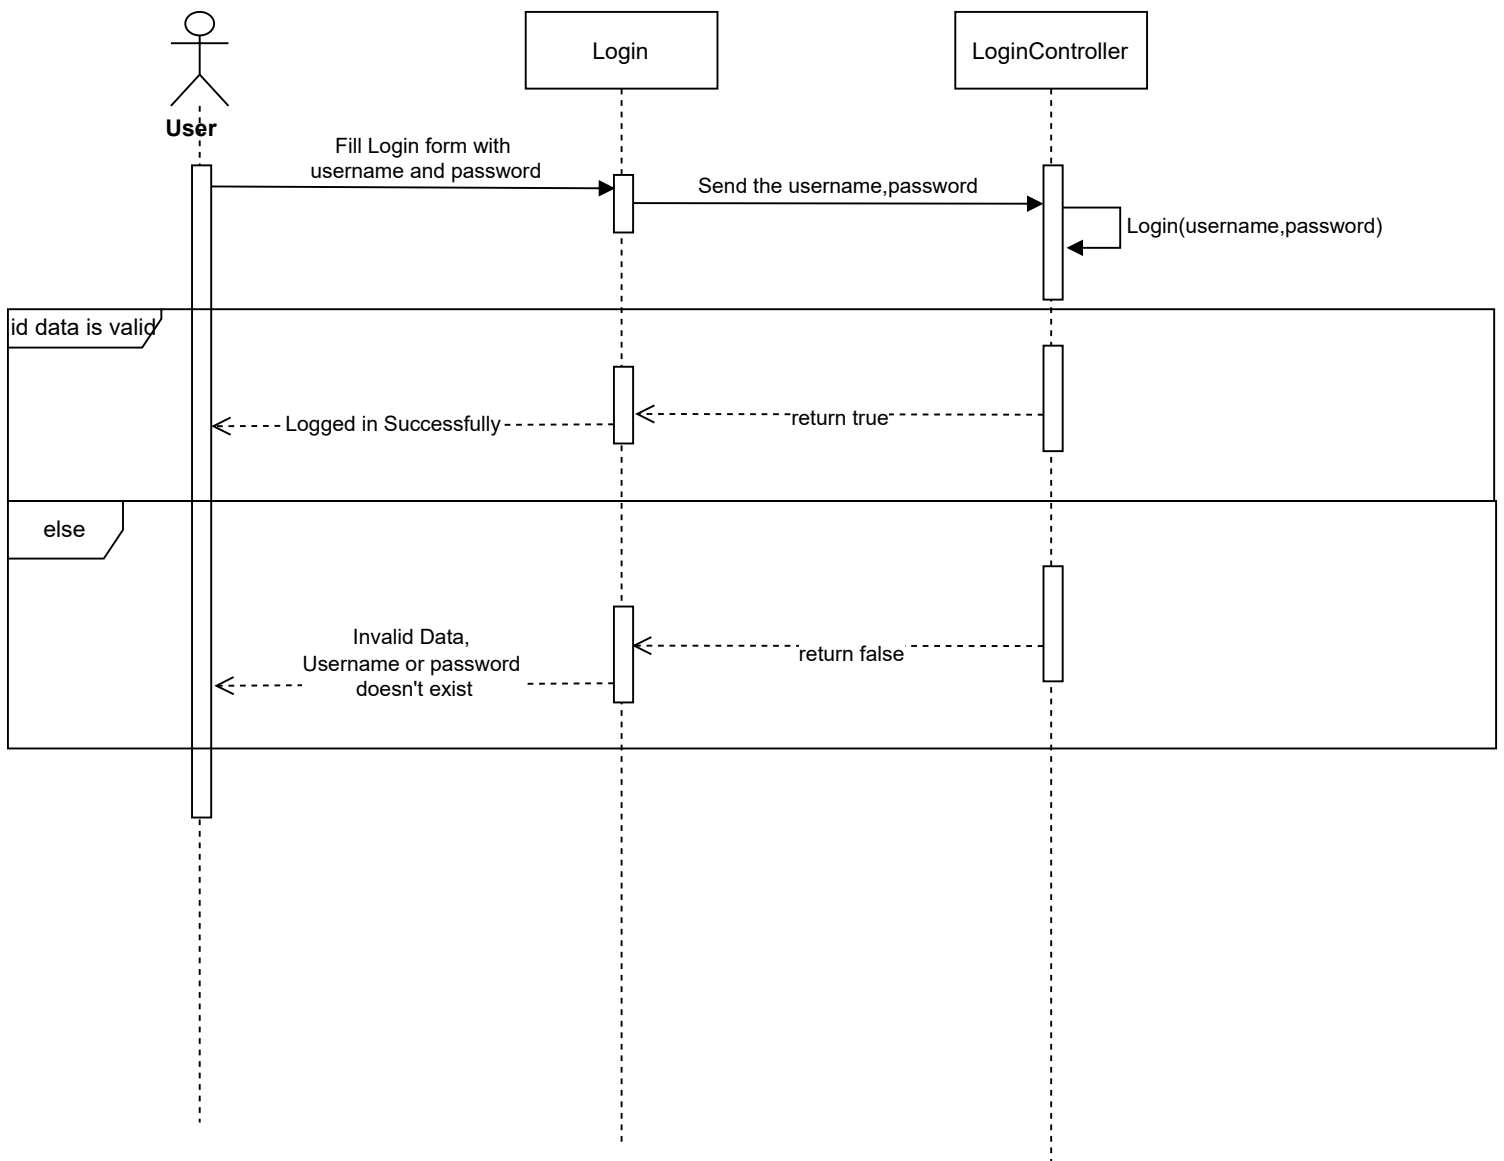 User
Login
LoginController
Fill Login form with
username and password
Send the username,password
Login(username,password)
id data is valid
Logged in Successfully
return true
else
Invalid Data,
Username or password
doesn't exist
return false